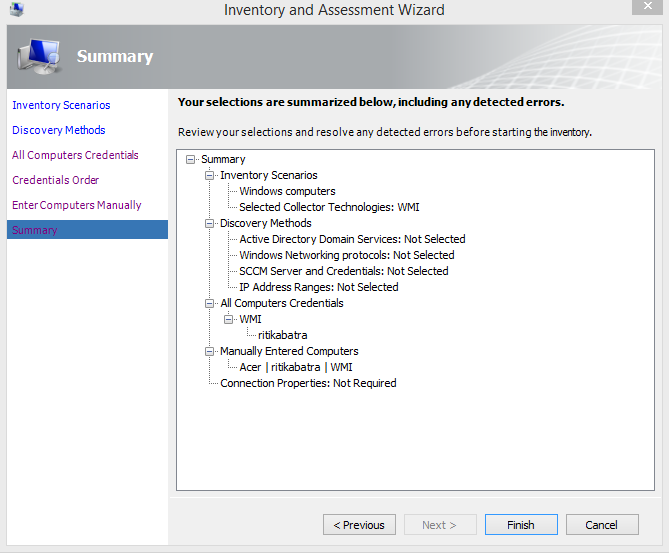 Inventory and Assessment Wizard
Summary
Inventory Scenarios
Discovery Methods
All Computers Credentials
Credentials Order
Enter Computers Manually
Summary
Your selections are summarized below, including any detected errors.
Review your selections and resolve any detected errors before starting the inventory.
Summary
Inventory Scenarios
Windows computers
Selected Collector Technologies: WMI
Discovery Methods
Active Directory Domain Services: Not Selected
Windows Networking protocols: Not Selected
SCCM Server and Credentials: Not Selected
IP Address Ranges: Not Selected
All Computers Credentials
WMI
ritikabatra
Manually Entered Computers
Acer | ritikabatra | WMI
Connection Properties: Not Required
< Previous
Next >
Finish
Cancel